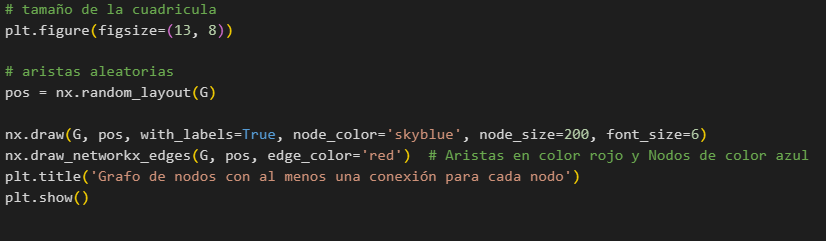 # tamaño de la cuadricula
plt.figure(figsize=(13, 8))
# aristas aleatorias
pos = nx.random_layout(G)
nx.draw(G, pos, with_labels=True, node_color='skyblue', node_size=200, font_size=6)
nx.draw_networkx_edges(G, pos, edge_color='red')  # Aristas en color rojo y Nodos de color azul
plt.title('Grafo de nodos con al menos una conexión para cada nodo')
plt.show()